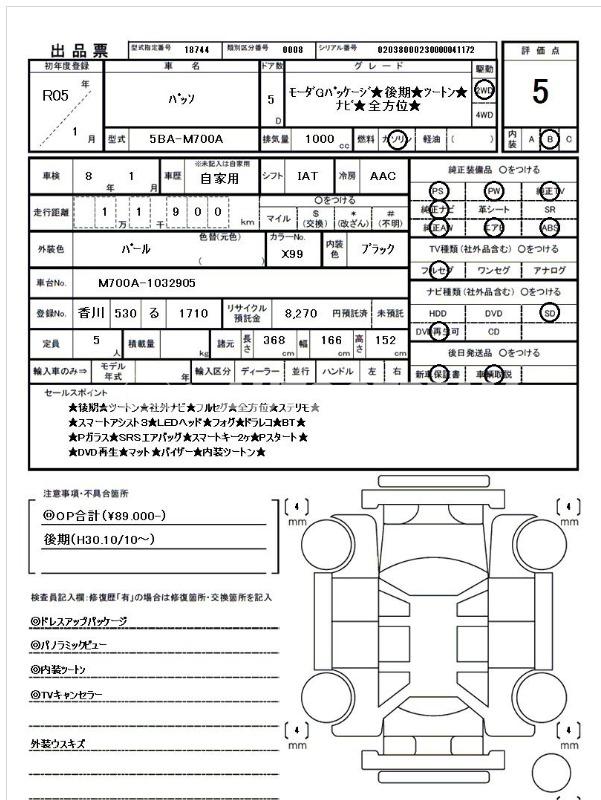 出品票 型式指定番号 18744 類別区分番号 0008 シリアル番号 02038000230000041172 評価点
初年度登録 車名 ドア数 グレード 駆動
R05 年 1 月 パッソ 5 D モーダGパッケージ★後期★ツートン★ナビ★全方位★ 2WD 4WD 5
型式 5BA-M700A 排気量 1000 cc 燃料 ガソリン 軽油 ( ) 内装 A B C
車検 8 年 1 月 車歴 ※未記入は自家用 自家用 シフト IAT 冷房 AAC
純正装備品 ○をつける
PS PW 純正TV
純正ナビ 革シート SR
純正AW エアB ABS
走行距離 1 万 1 千 9 0 0 km ○をつける マイル $(交換) *(改ざん) #(不明)
外装色 パール 色替(元色) ( ) カラーNo. X99 内装色 ブラック
TV種類(社外品含む) ○をつける
フルセグ ワンセグ アナログ
車台No. M700A-1032905
ナビ種類(社外品含む) ○をつける
HDD DVD SD
DVD再生可 CD
登録No. 香川 530 る 1710 リサイクル預託金 8,270 円預託済 未預託
定員 5 人 積載量 kg 諸元 長さ 368 cm 幅 166 cm 高さ 152 cm
後日発送品 ○をつける
新車保証書 車輌取説
輸入車のみ⇒ モデル年式 年 輸入区分 ディーラー 並行 ハンドル 左 右
セールスポイント
★後期★ツートン★社外ナビ★フルセグ★全方位★ステリモ★
★スマートアシスト3★LEDヘッド★フォグ★ドラレコ★BT★
★Pガラス★SRSエアバッグ★スマートキー2ヶ★Pスタート★
★DVD再生★マット★バイザー★内装ツートン★
注意事項・不具合箇所
◎OP合計(¥89.000-)
後期(H30.10/10〜)
検査員記入欄:修復歴「有」の場合は修復箇所・交換箇所を記入
◎ドレスアップパッケージ
◎パノラミックビュー
◎内装ツートン
◎TVキャンセラー
外装ウスキズ
4 mm
4 mm
4 mm
4 mm